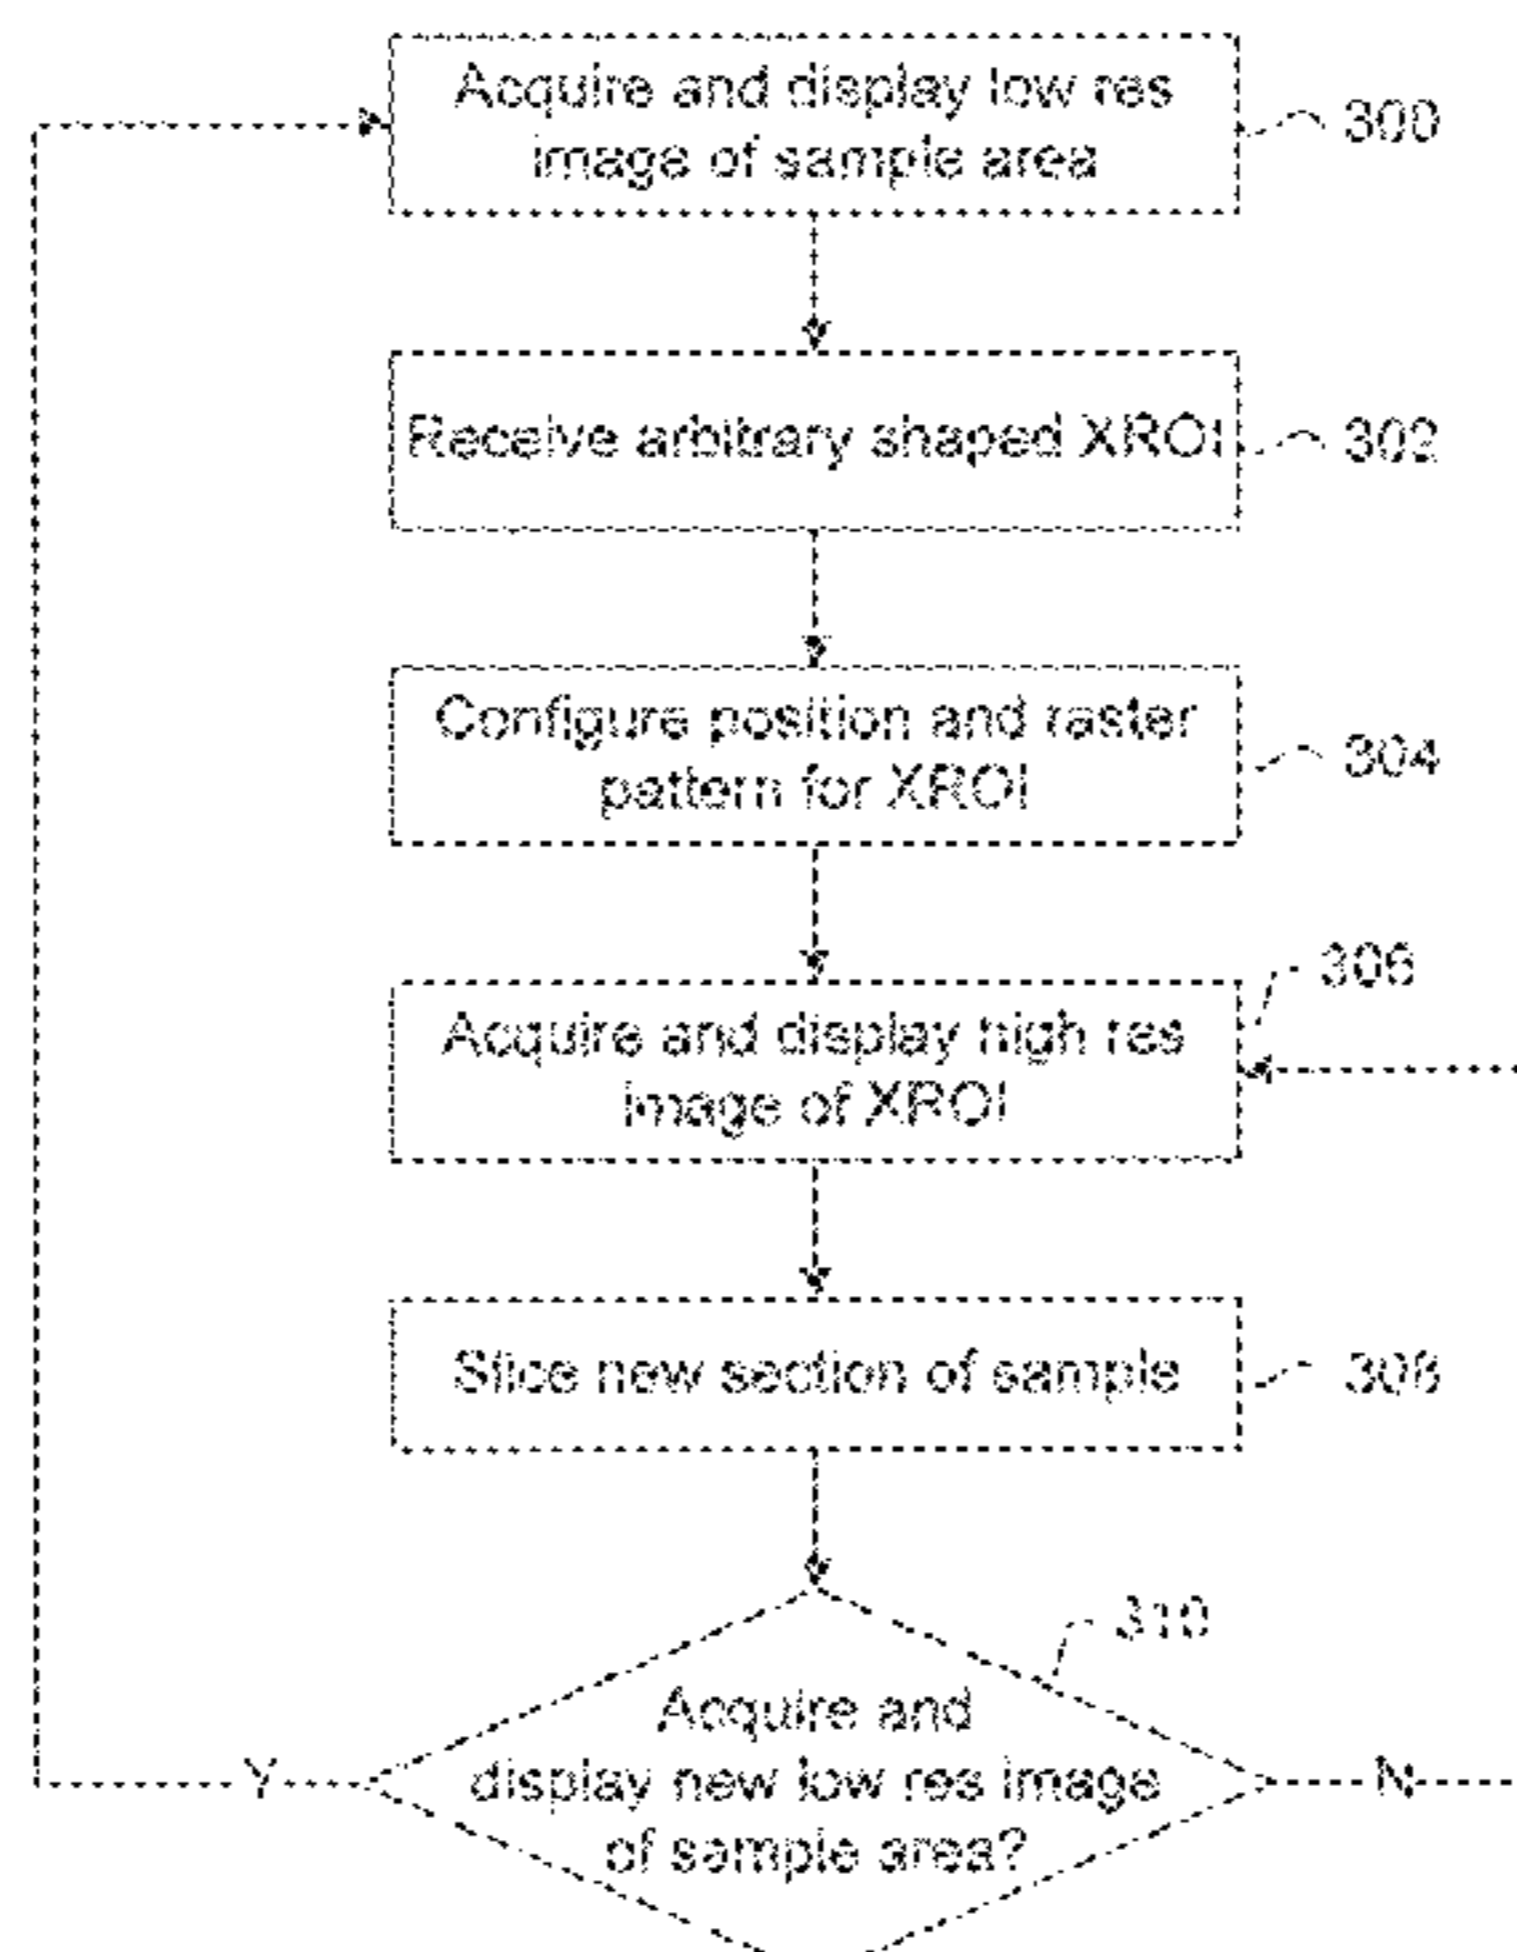 Acquire and display low res
image of sample area
300
Receive arbitrary shaped XROI
302
Configure position and raster
pattern for XROI
304
306
Acquire and display high res
image of XROI
Slice new section of sample
308
310
Acquire and
display new low res image
of sample area?
Y
N